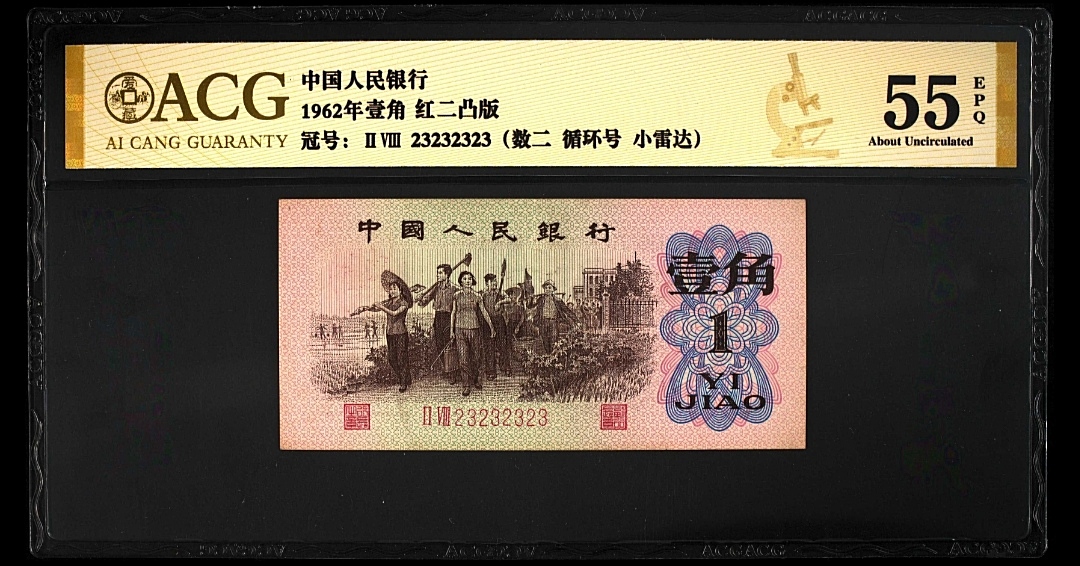 ACG
AI CANG GUARANTY
中国人民银行
1962年壹角 红二凸版
冠号：ⅡⅧ 23232323（数二 循环号 小雷达）
55
EPQ
About Uncirculated
中國人民銀行
壹角
1
YI
JIAO
ⅡⅧ23232323